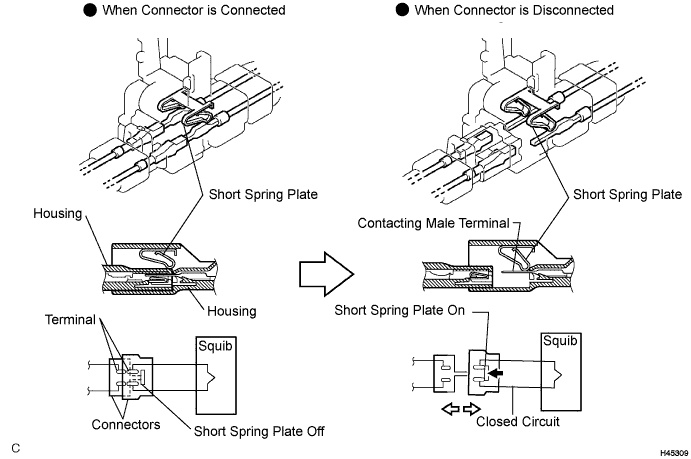 ● When Connector is Connected
● When Connector is Disconnected
Short Spring Plate
Short Spring Plate
Housing
Contacting Male Terminal
Housing
Short Spring Plate On
Terminal
Squib
Squib
Connectors
Short Spring Plate Off
Closed Circuit
C
H45309